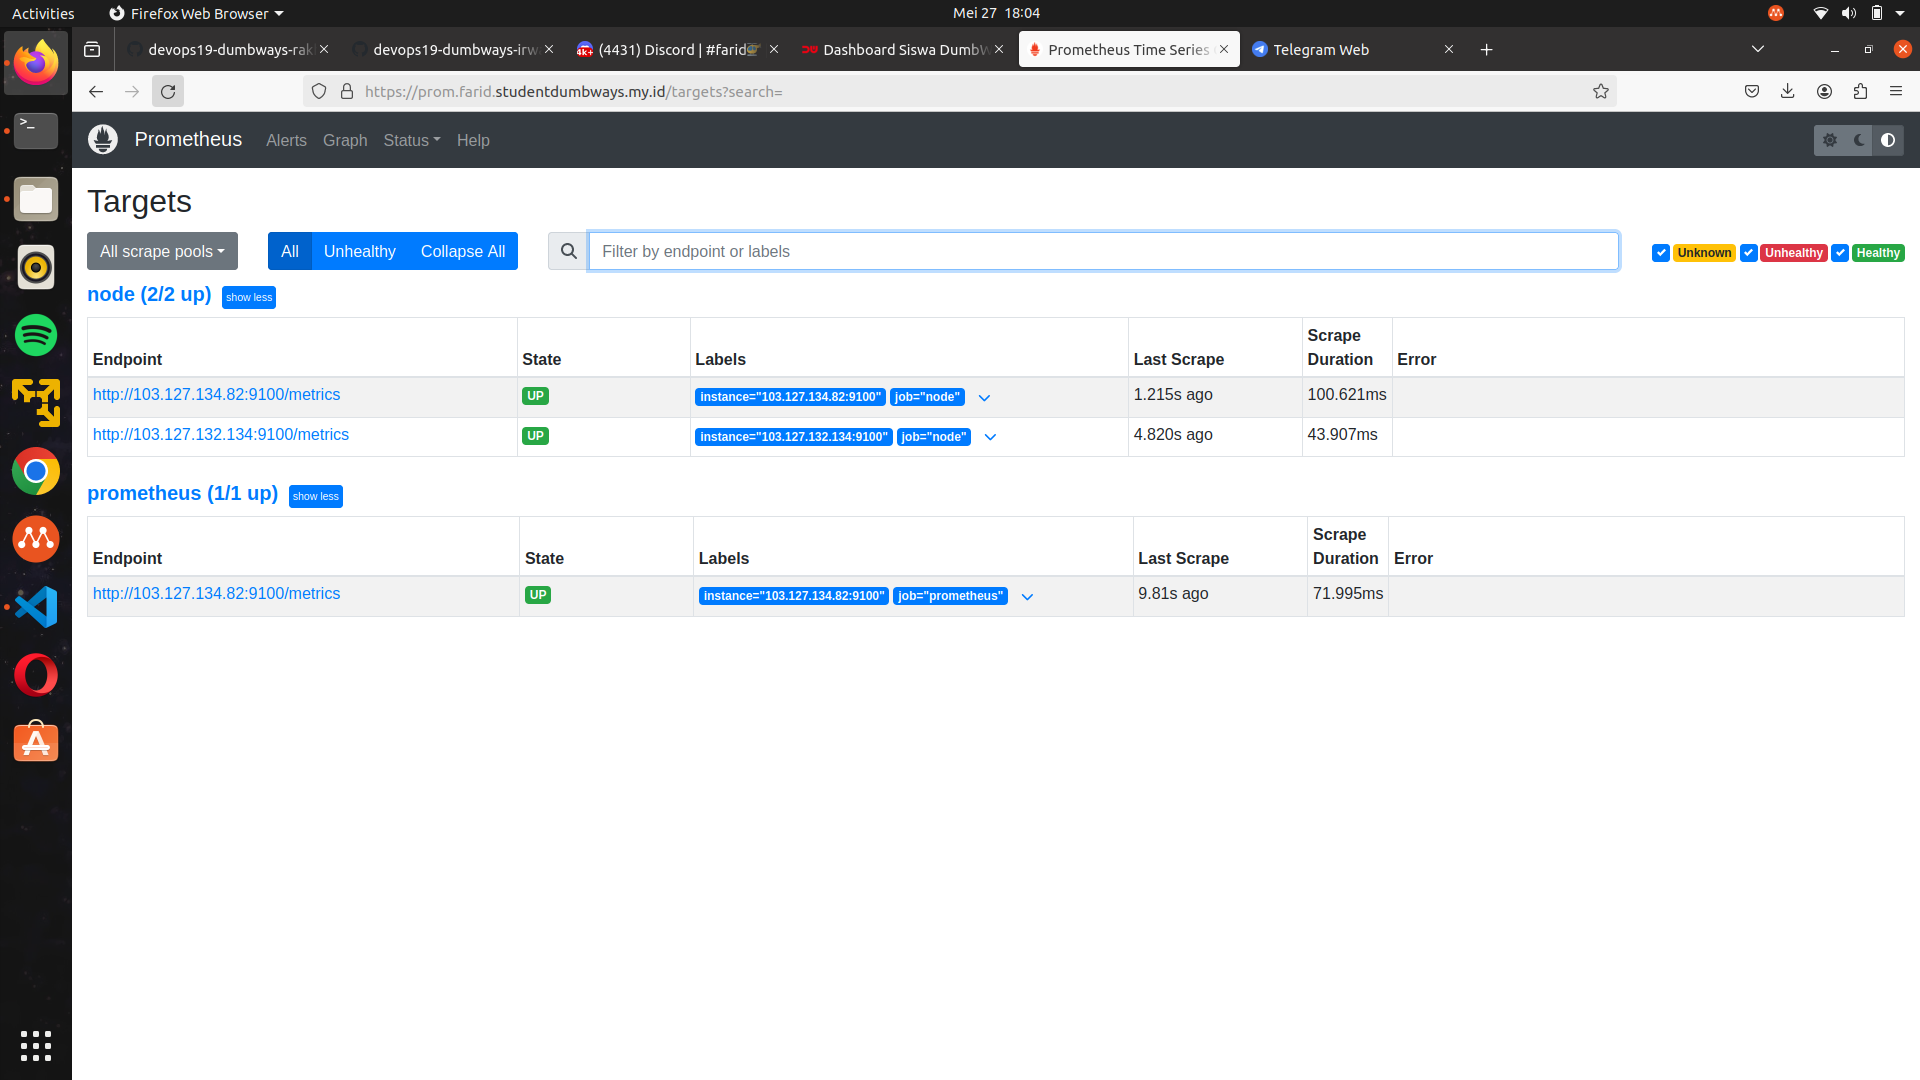 Activities
Firefox Web Browser
Mei 27 18:04
devops19-dumbways-rak
devops19-dumbways-irw
(4431) Discord | #farid
Dashboard Siswa DumbW
Prometheus Time Series
Telegram Web
https://prom.farid.studentdumbways.my.id/targets?search=
Prometheus
Alerts
Graph
Status
Help
Targets
All scrape pools
All
Unhealthy
Collapse All
Filter by endpoint or labels
Unknown
Unhealthy
Healthy
node (2/2 up)
show less
Endpoint
State
Labels
Last Scrape
Scrape Duration
Error
http://103.127.134.82:9100/metrics
UP
instance="103.127.134.82:9100"
job="node"
1.215s ago
100.621ms
http://103.127.132.134:9100/metrics
UP
instance="103.127.132.134:9100"
job="node"
4.820s ago
43.907ms
prometheus (1/1 up)
show less
Endpoint
State
Labels
Last Scrape
Scrape Duration
Error
http://103.127.134.82:9100/metrics
UP
instance="103.127.134.82:9100"
job="prometheus"
9.81s ago
71.995ms